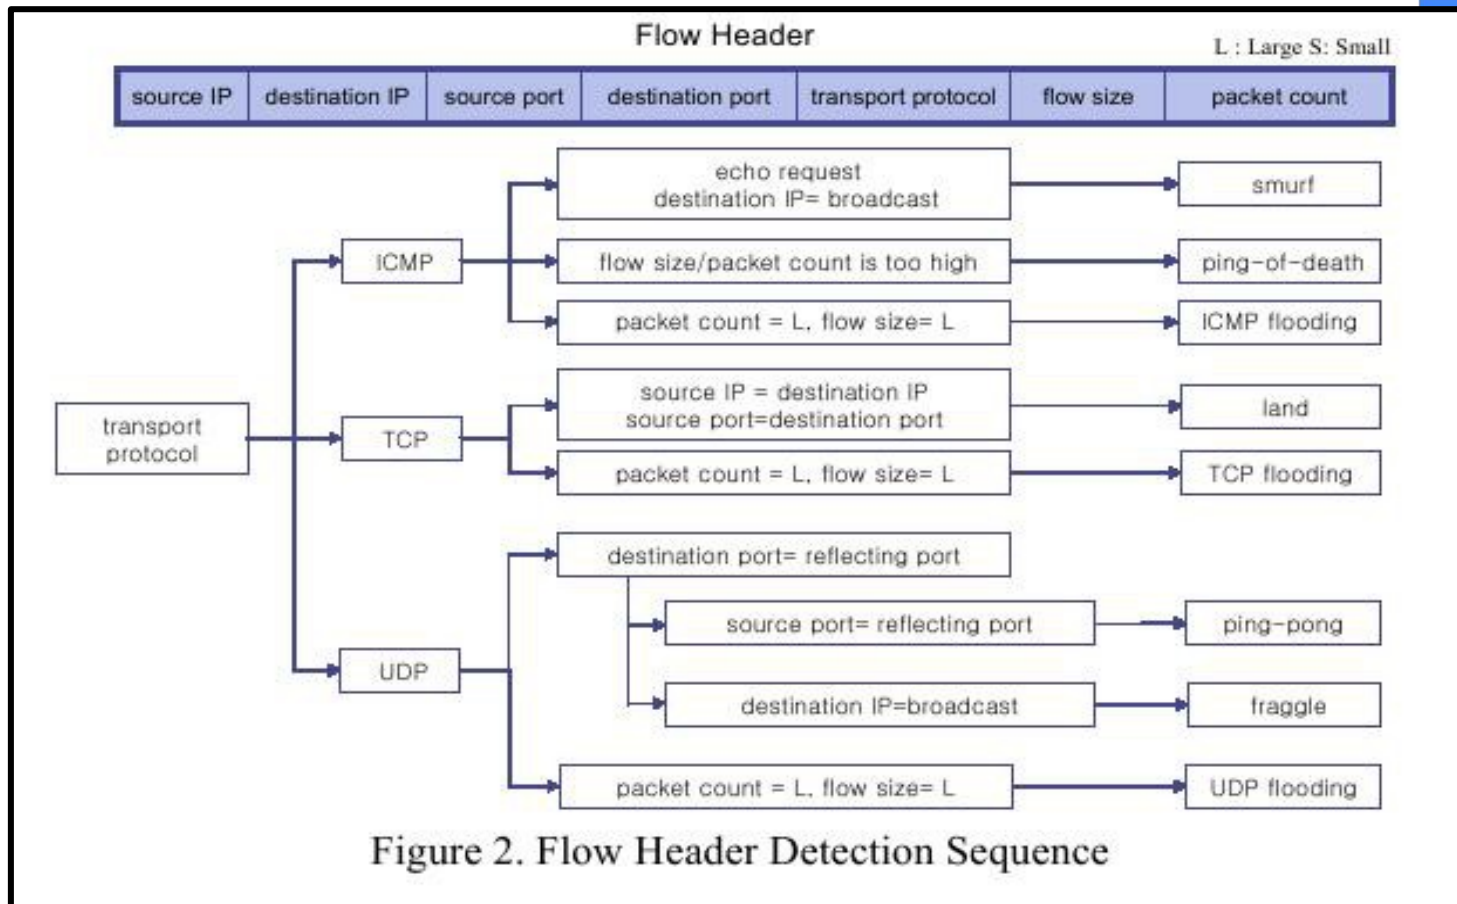 Flow Header
L : Large S: Small
source IP destination IP source port destination port transport protocol flow size packet count
echo request
destination IP= broadcast
smurf
ICMP
flow size/packet count is too high
ping-of-death
packet count = L, flow size= L
ICMP flooding
source IP = destination IP
source port=destination port
land
transport
protocol
TCP
packet count = L, flow size= L
TCP flooding
destination port= reflecting port
source port= reflecting port
ping-pong
UDP
destination IP=broadcast
fraggle
packet count = L, flow size= L
UDP flooding
Figure 2. Flow Header Detection Sequence